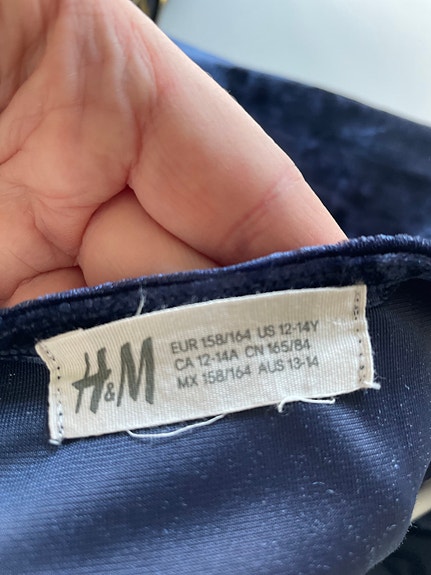 H&M
EUR 158/164 US 12-14Y
CA 12-14A CN 165/84
MX 158/164 AUS 13-14